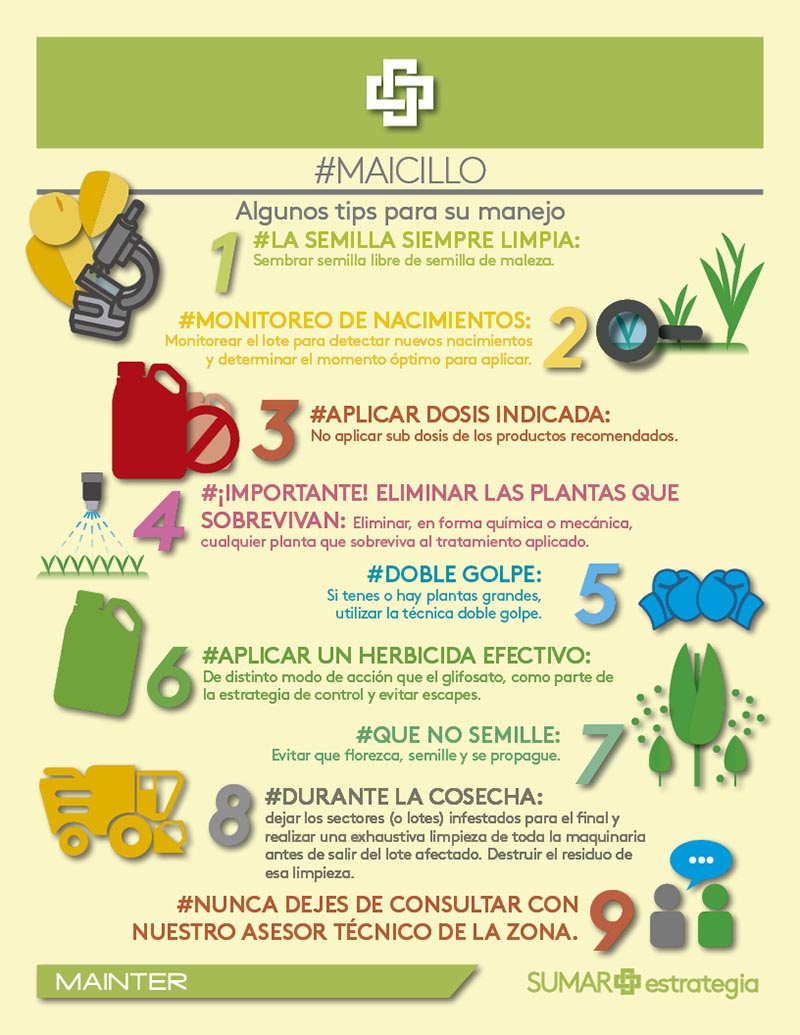 #MAICILLO
Algunos tips para su manejo
1
#LA SEMILLA SIEMPRE LIMPIA:
Sembrar semilla libre de semilla de maleza.
#MONITOREO DE NACIMIENTOS:
Monitorear el lote para detectar nuevos nacimientos
y determinar el momento óptimo para aplicar.
2
3
#APLICAR DOSIS INDICADA:
No aplicar sub dosis de los productos recomendados.
4
#¡IMPORTANTE! ELIMINAR LAS PLANTAS QUE
SOBREVIVAN: Eliminar, en forma química o mecánica,
cualquier planta que sobreviva al tratamiento aplicado.
#DOBLE GOLPE:
Si tenes o hay plantas grandes,
utilizar la técnica doble golpe.
5
6
#APLICAR UN HERBICIDA EFECTIVO:
De distinto modo de acción que el glifosato, como parte de
la estrategia de control y evitar escapes.
#QUE NO SEMILLE:
Evitar que florezca, semille y se propague.
7
8
#DURANTE LA COSECHA:
dejar los sectores (o lotes) infestados para el final y
realizar una exhaustiva limpieza de toda la maquinaria
antes de salir del lote afectado. Destruir el residuo de
esa limpieza.
#NUNCA DEJES DE CONSULTAR CON
NUESTRO ASESOR TÉCNICO DE LA ZONA.
9
MAINTER
SUMAR estrategia